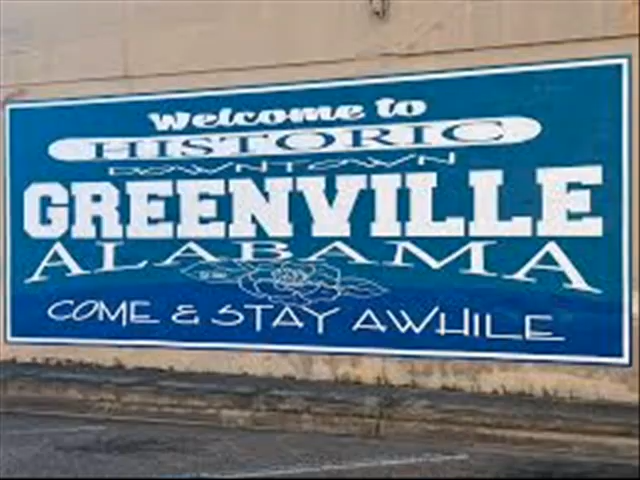 Welcome to
HISTORIC
DOWNTOWN
GREENVILLE
ALABAMA
COME & STAY AWHILE